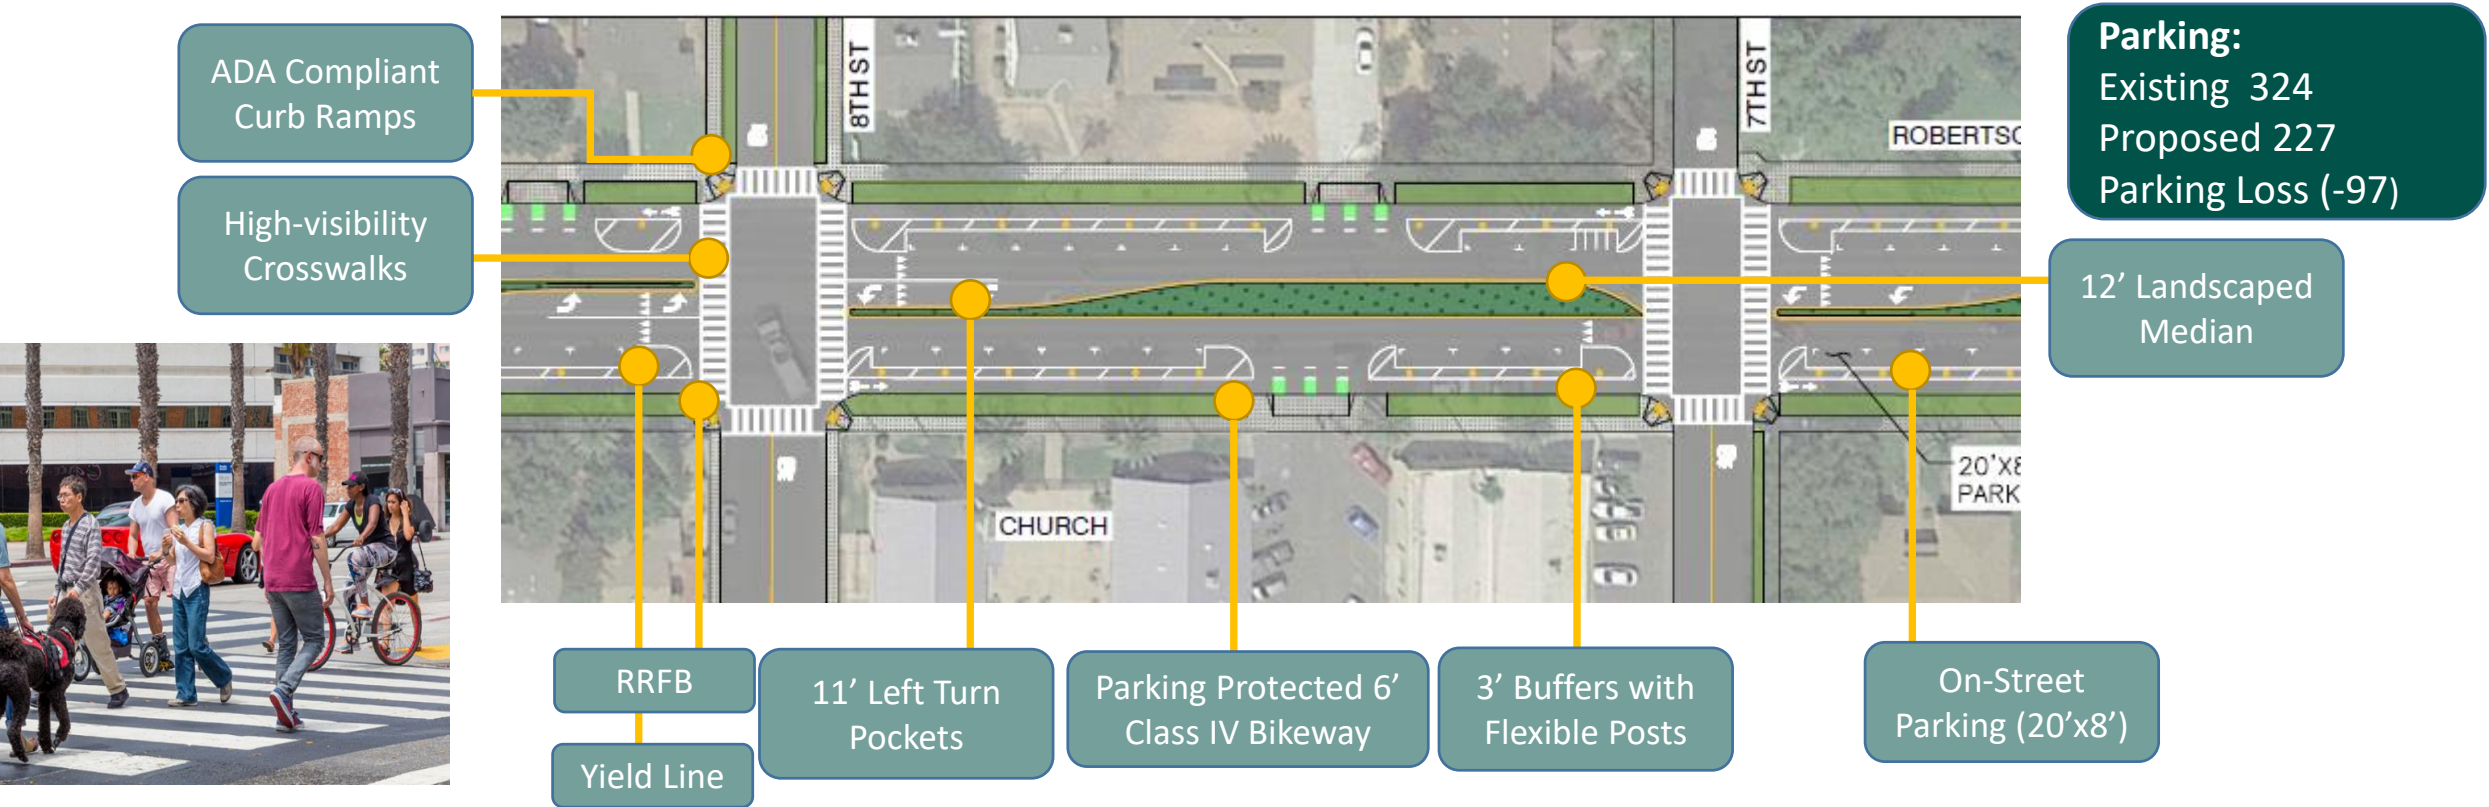 ADA Compliant
Curb Ramps
High-visibility
Crosswalks
8TH ST
7TH ST
ROBERTSO
Parking:
Existing 324
Proposed 227
Parking Loss (-97)
12’ Landscaped
Median
20'X8
PARK
CHURCH
RRFB
Yield Line
11’ Left Turn
Pockets
Parking Protected 6’
Class IV Bikeway
3’ Buffers with
Flexible Posts
On-Street
Parking (20’x8’)